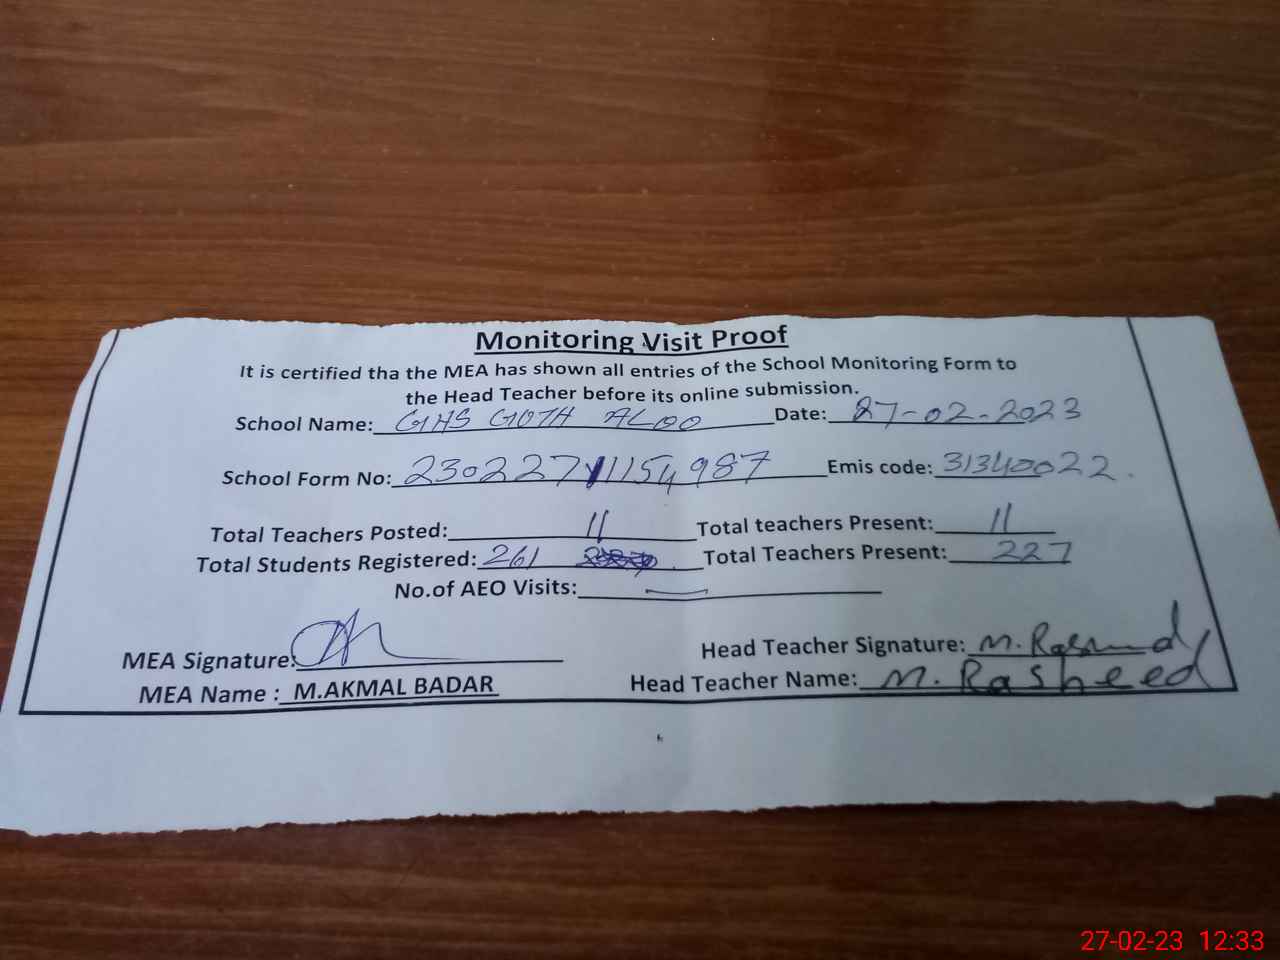 Monitoring Visit Proof
It is certified tha the MEA has shown all entries of the School Monitoring Form to
the Head Teacher before its online submission.
School Name: GHS GOTH ALOO Date: 27-02-2023
School Form No: 2302271154987 Emis code: 31340022.
Total Teachers Posted: 11 Total teachers Present: 11
Total Students Registered: 261 Total Teachers Present: 227
No.of AEO Visits: —
MEA Signature: Head Teacher Signature: M. Rasheed
MEA Name : M.AKMAL BADAR Head Teacher Name: M. Rasheed
27-02-23 12:33